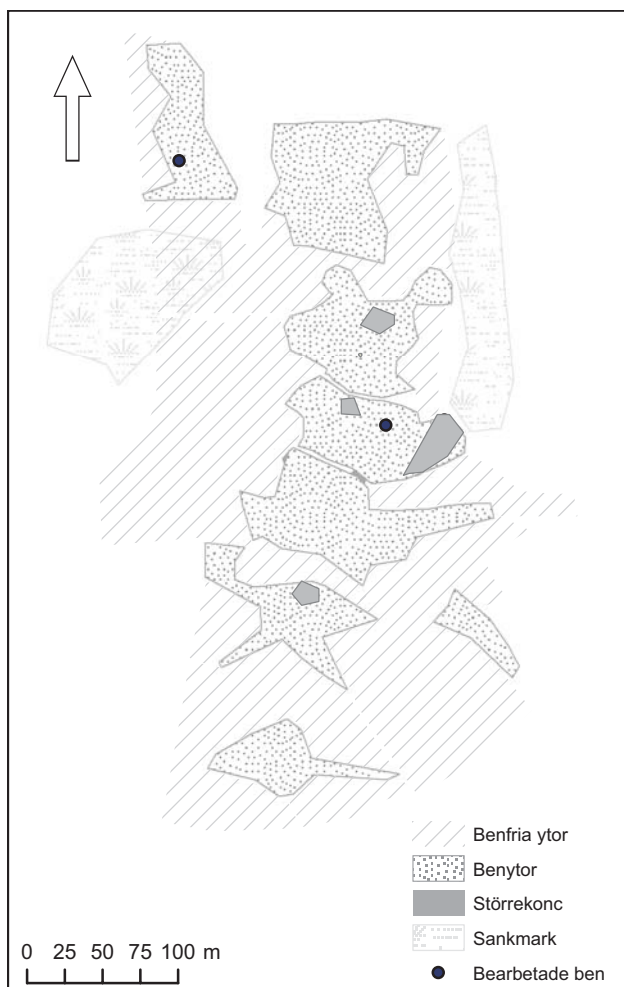 Benfria ytor
Benytor
Störrekonc
Sankmark
Bearbetade ben
0 25 50 75 100 m